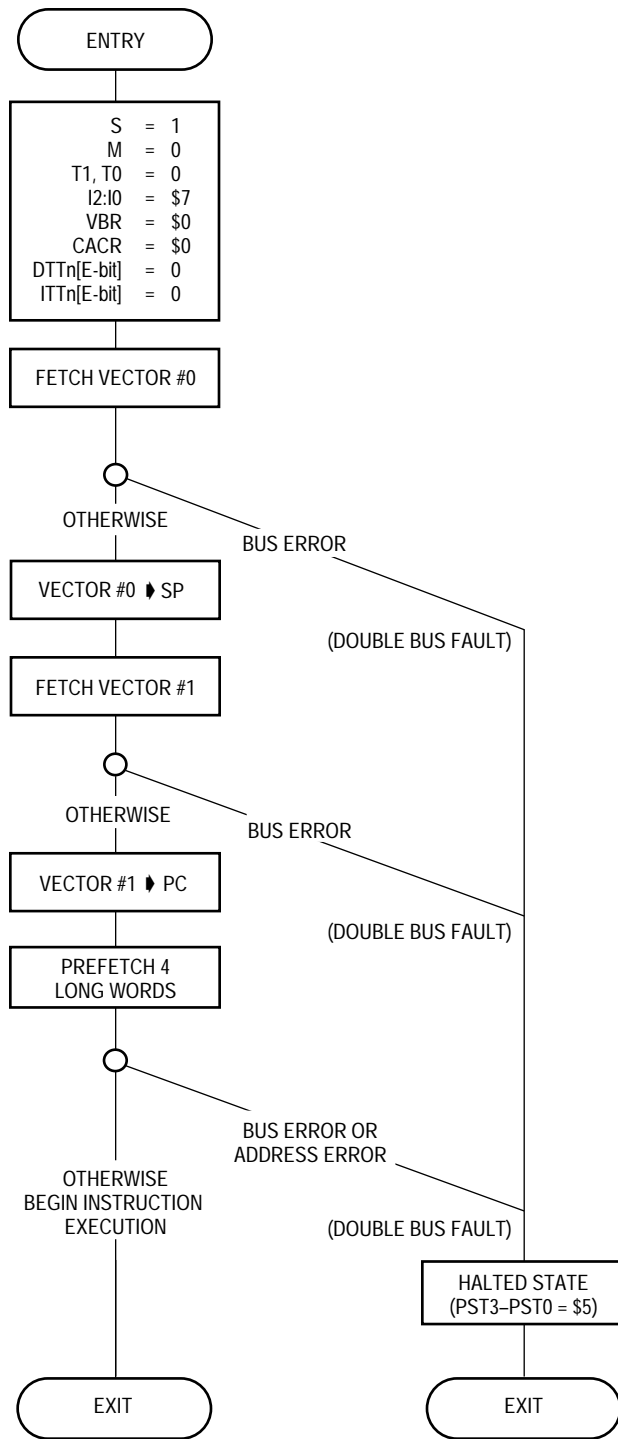 ENTRY
S = 1
M = 0
T1, T0 = 0
I2:I0 = $7
VBR = $0
CACR = $0
DTTn[E-bit] = 0
ITTn[E-bit] = 0
FETCH VECTOR #0
OTHERWISE
BUS ERROR
VECTOR #0 ➧ SP
(DOUBLE BUS FAULT)
FETCH VECTOR #1
OTHERWISE
BUS ERROR
VECTOR #1 ➧ PC
(DOUBLE BUS FAULT)
PREFETCH 4
LONG WORDS
BUS ERROR OR
ADDRESS ERROR
OTHERWISE
BEGIN INSTRUCTION
EXECUTION
(DOUBLE BUS FAULT)
HALTED STATE
(PST3–PST0 = $5)
EXIT
EXIT